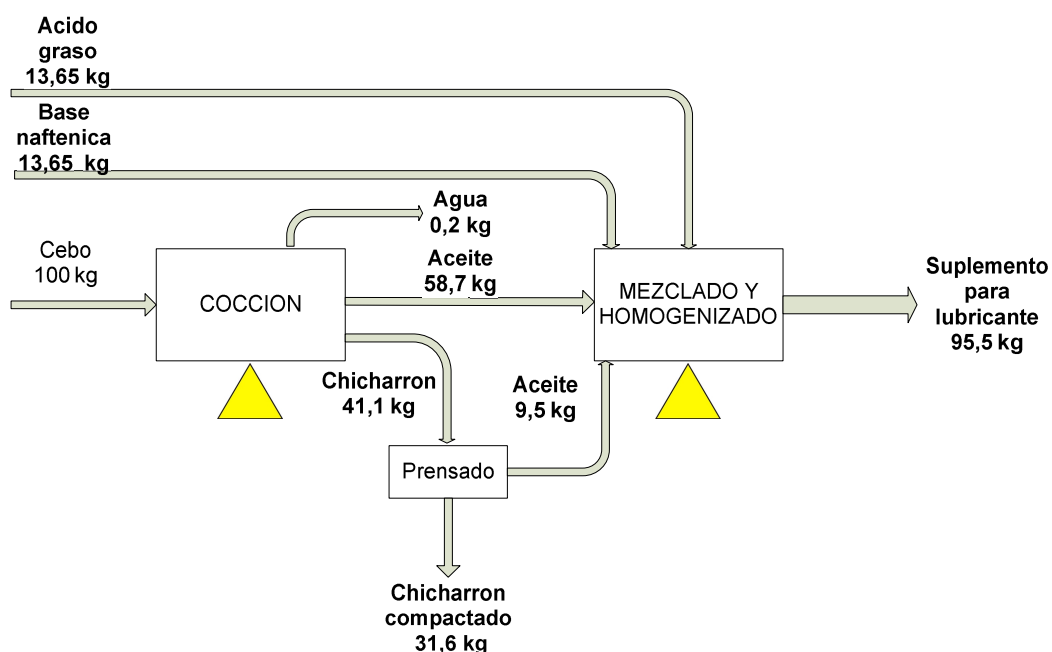 Acido
graso
13,65 kg
Base
naftenica
13,65 kg
Agua
0,2 kg
Cebo
100 kg
COCCION
Aceite
58,7 kg
MEZCLADO Y
HOMOGENIZADO
Suplemento
para
lubricante
95,5 kg
Chicharron
41,1 kg
Aceite
9,5 kg
Prensado
Chicharron
compactado
31,6 kg